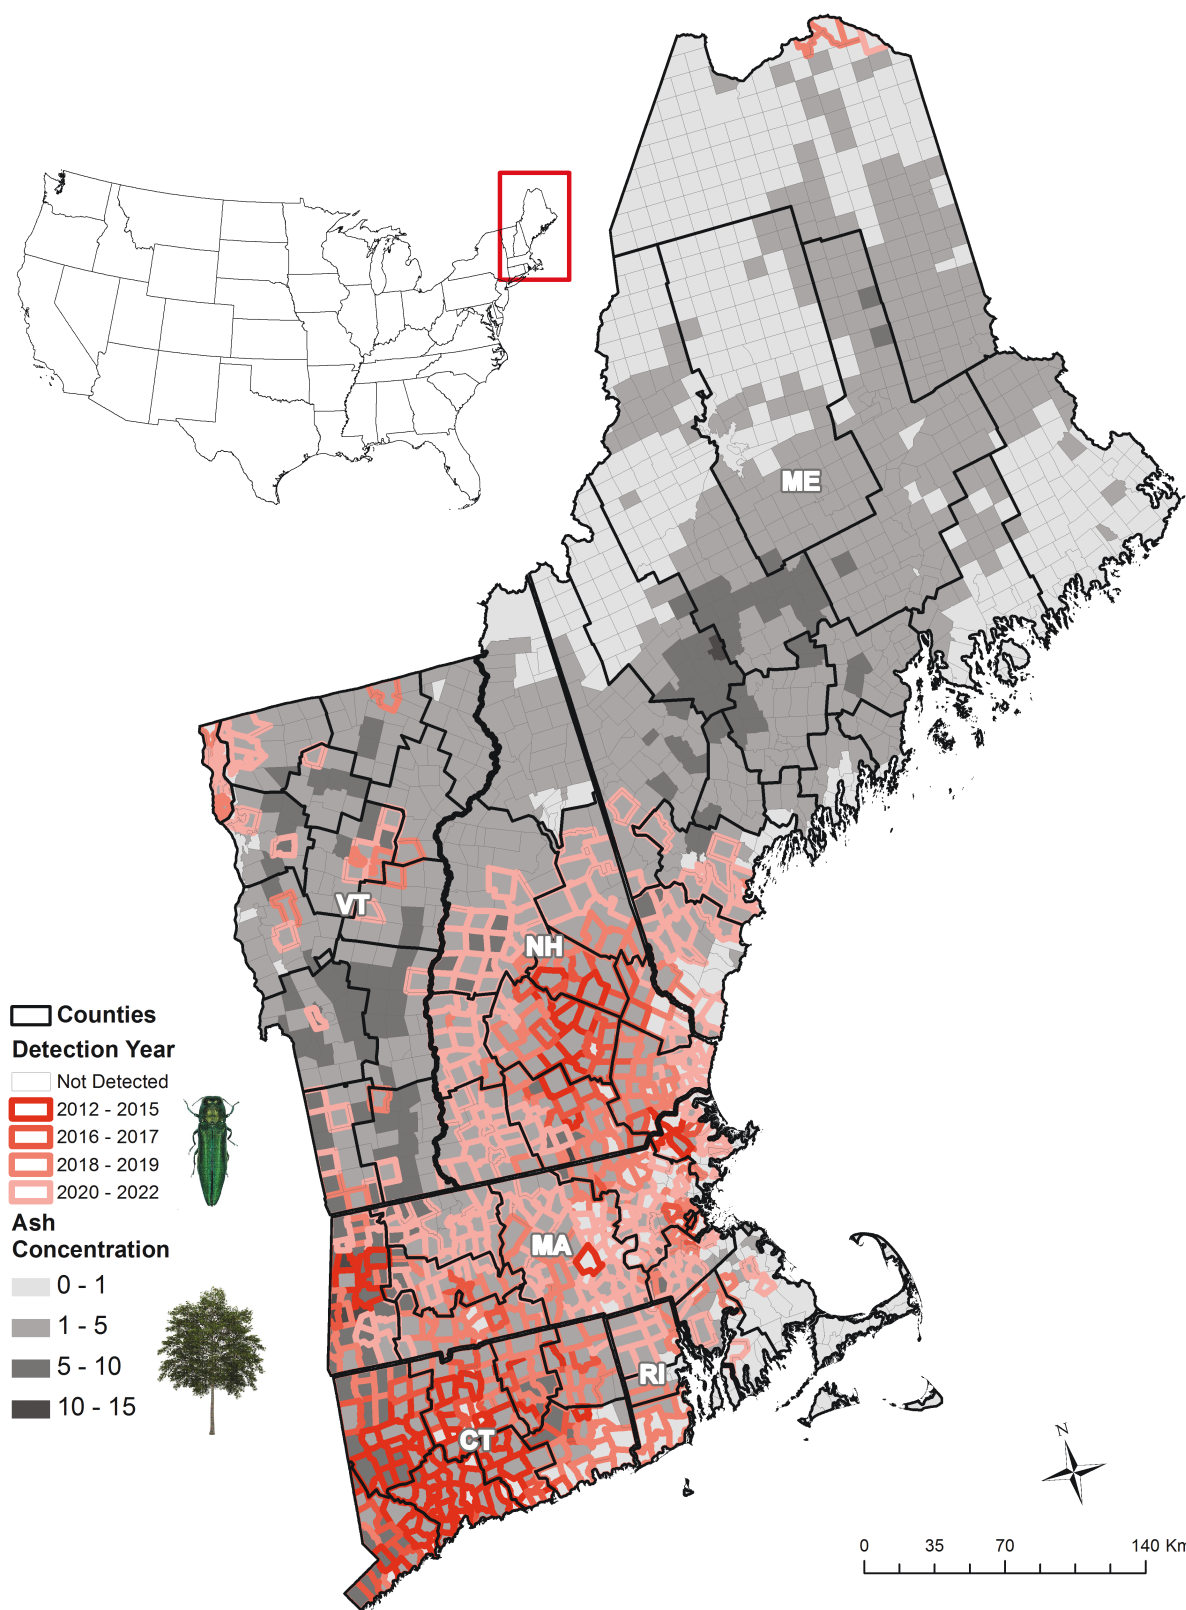 ME
VT
NH
Counties
Detection Year
Not Detected
2012 - 2015
2016 - 2017
2018 - 2019
2020 - 2022
Ash
Concentration
0 - 1
1 - 5
5 - 10
10 - 15
MA
RI
CT
N
0 35 70 140 Km